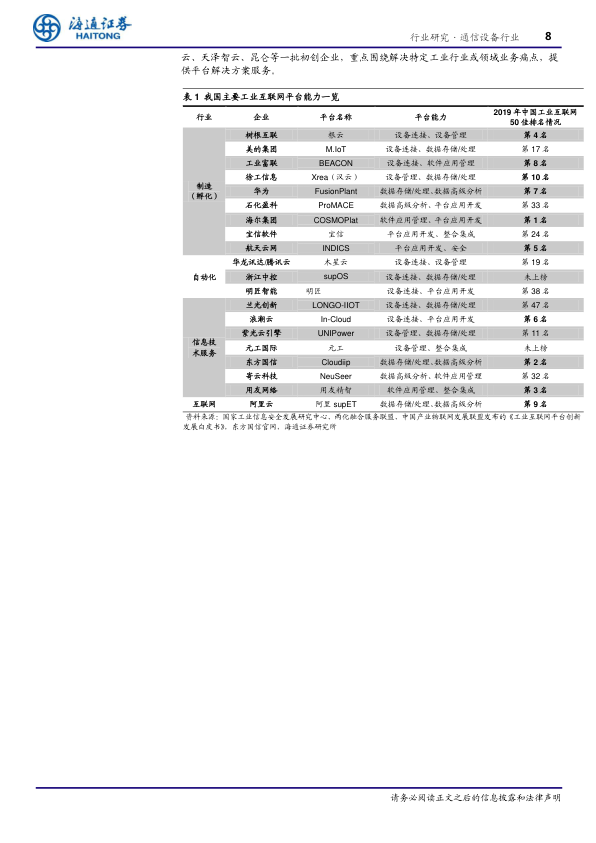 海通证券
HAITONG
行业研究·通信设备行业 8
云、天泽智云、昆仑等一批初创企业，重点围绕解决特定工业行业或领域业务痛点，提
供平台解决方案服务。
表 1 我国主要工业互联网平台能力一览
行业 企业 平台名称 平台能力 2019 年中国工业互联网
50 位排名情况
制造
（孵化）
树根互联 根云 设备连接、设备管理 第 4 名
美的集团 M.IoT 设备连接、数据存储/处理 第 17 名
工业富联 BEACON 设备连接、软件应用管理 第 8 名
徐工信息 Xrea（汉云） 设备管理、数据存储/处理 第 10 名
华为 FusionPlant 数据存储/处理、数据高级分析 第 7 名
石化盈科 ProMACE 数据高级分析、平台应用开发 第 33 名
海尔集团 COSMOPlat 软件应用管理、平台应用开发 第 1 名
宝信软件 宝信 平台应用开发、整合集成 第 24 名
航天云网 INDICS 平台应用开发、安全 第 5 名
自动化
华龙讯达/腾讯云 木星云 设备连接、设备管理 第 19 名
浙江中控 supOS 设备连接、数据存储/处理 未上榜
明匠智能 明匠 设备连接、平台应用开发 第 38 名
信息技
术服务
兰光创新 LONGO-IIOT 设备连接、数据存储/处理 第 47 名
浪潮云 In-Cloud 设备连接、平台应用开发 第 6 名
紫光云引擎 UNIPower 设备管理、数据存储/处理 第 11 名
元工国际 元工 设备管理、整合集成 未上榜
东方国信 Cloudiip 数据存储/处理、数据高级分析 第 2 名
寄云科技 NeuSeer 数据高级分析、软件应用管理 第 32 名
用友网络 用友精智 软件应用管理、整合集成 第 3 名
互联网 阿里云 阿里 supET 数据存储/处理、数据高级分析 第 9 名
资料来源：国家工业信息安全发展研究中心，两化融合服务联盟，中国产业物联网发展联盟发布的《工业互联网平台创新
发展白皮书》，东方国信官网，海通证券研究所
请务必阅读正文之后的信息披露和法律声明